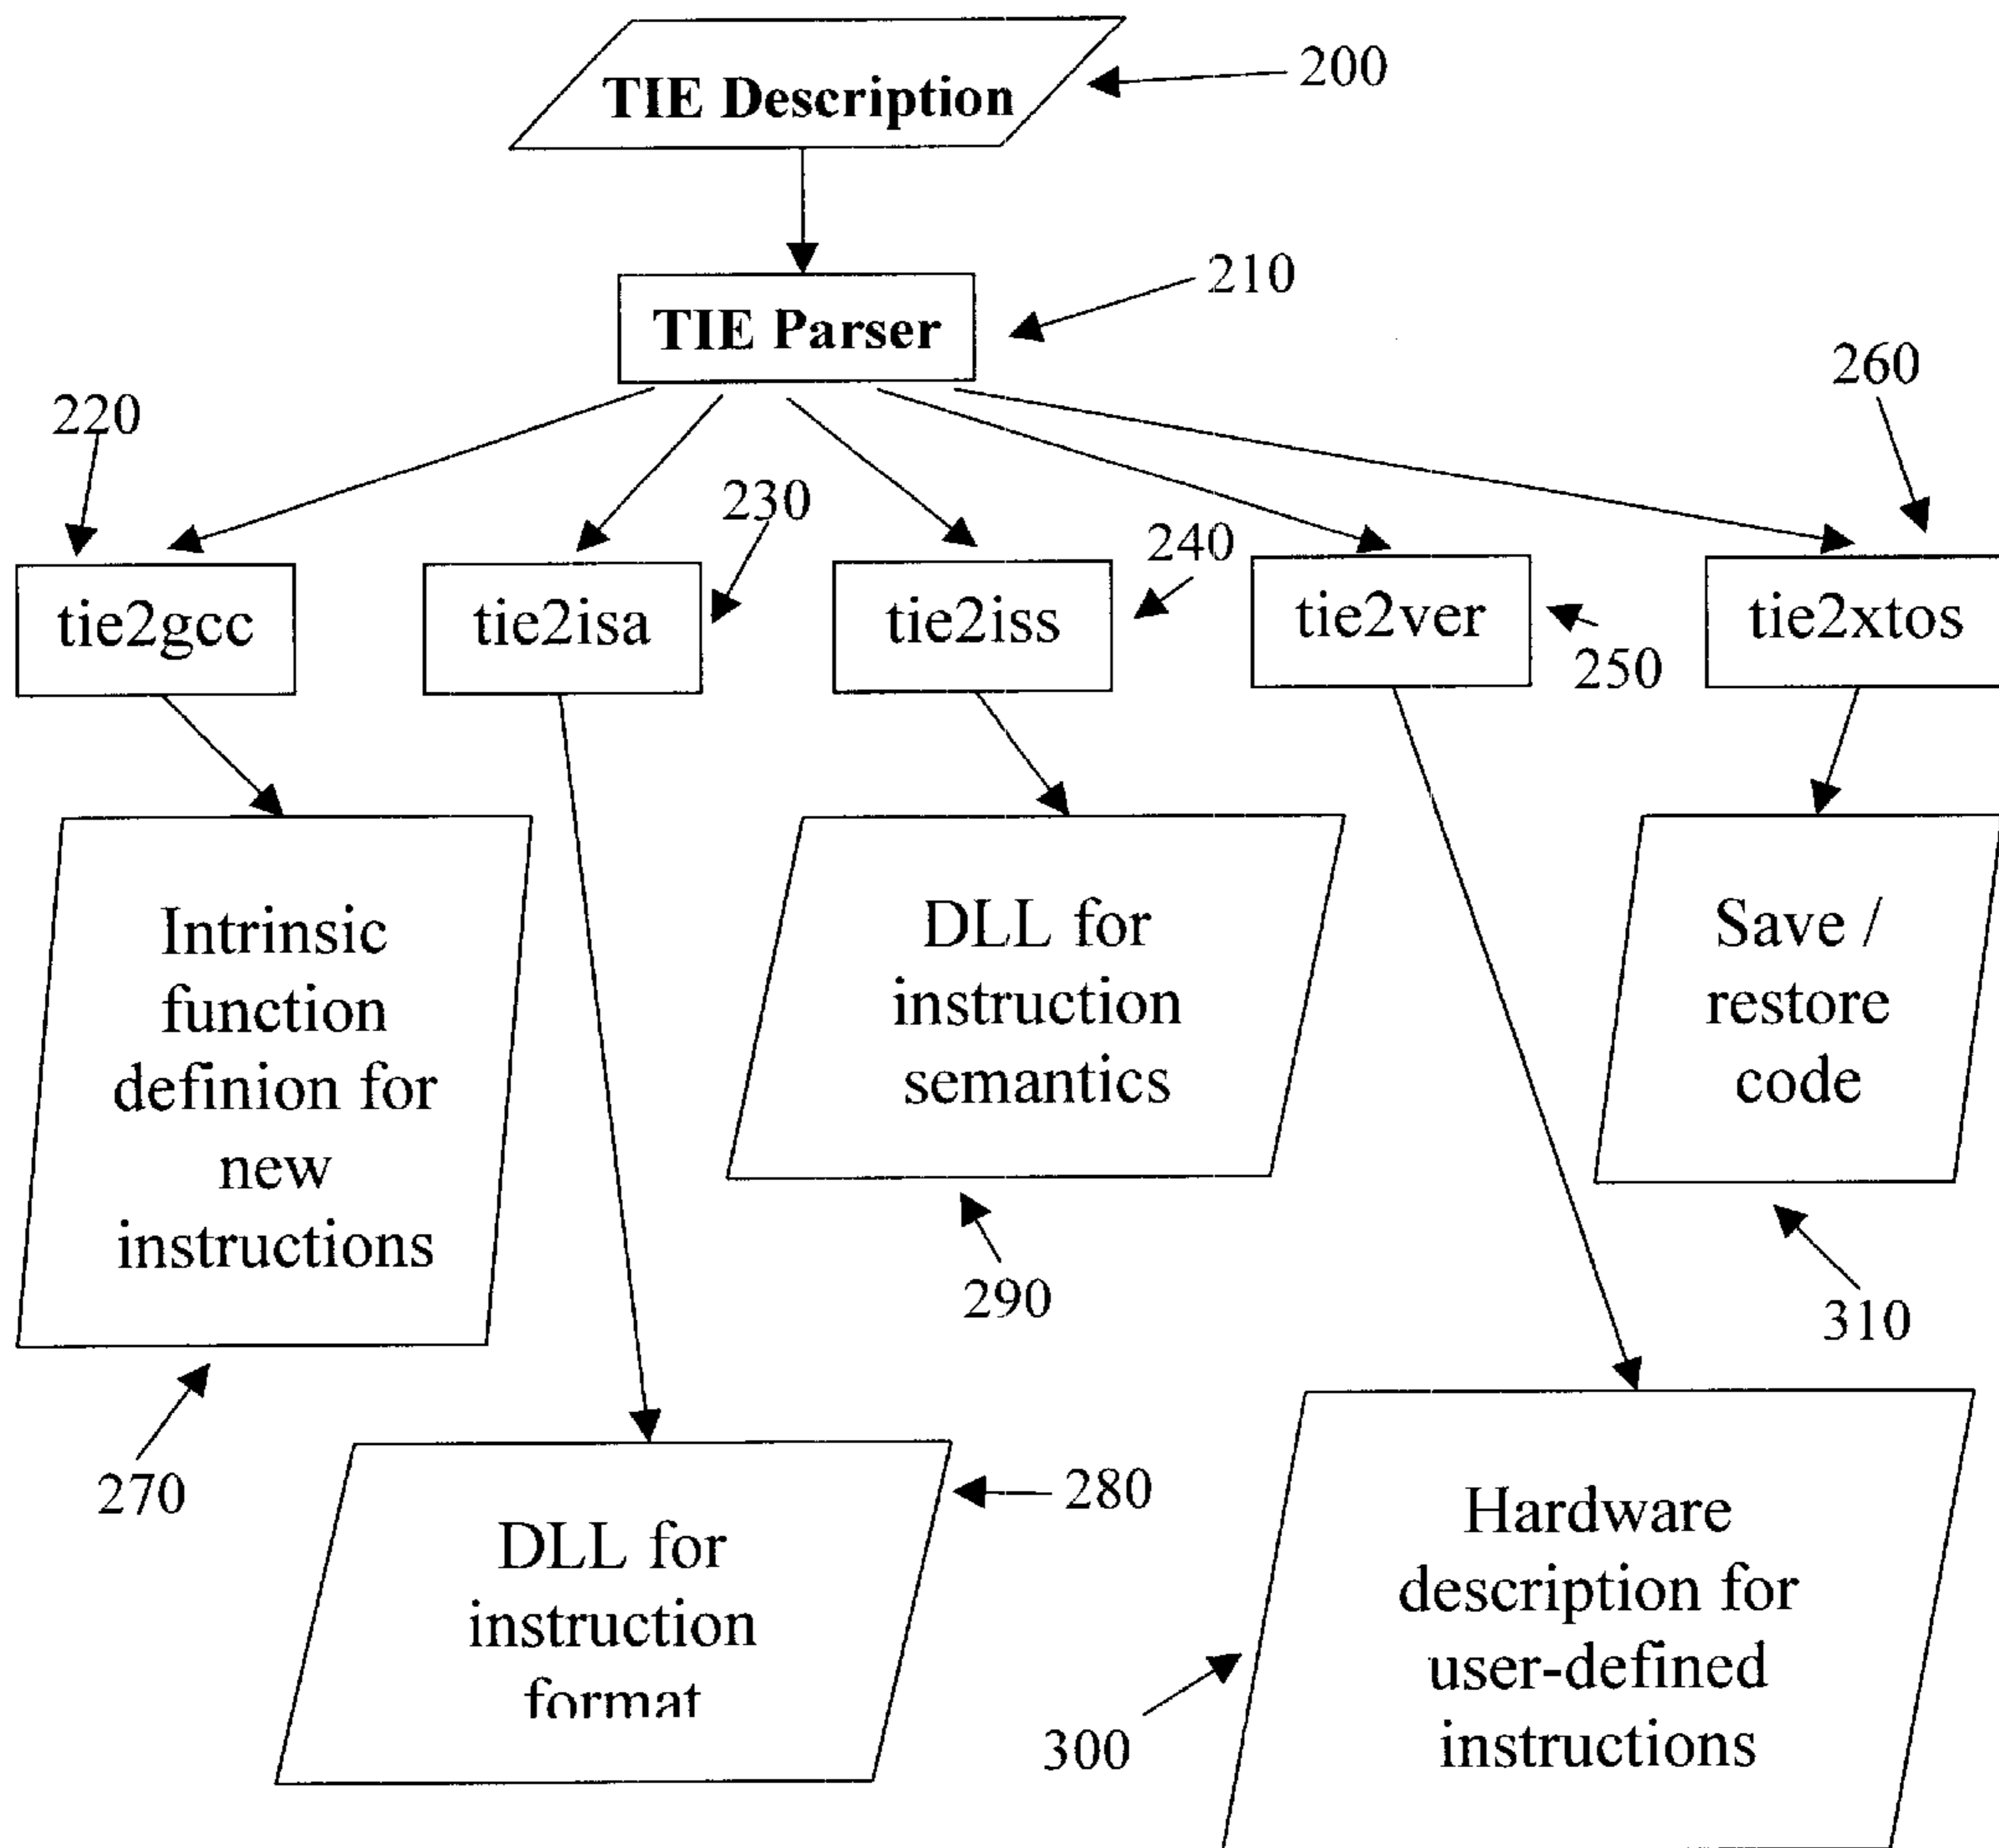 TIE Description
200
TIE Parser
210
220
230
240
250
260
tie2gcc
tie2isa
tie2iss
tie2ver
tie2xtos
Intrinsic
function
definion for
new
instructions
DLL for
instruction
semantics
Save /
restore
code
290
310
270
280
DLL for
instruction
format
Hardware
description for
user-defined
instructions
300